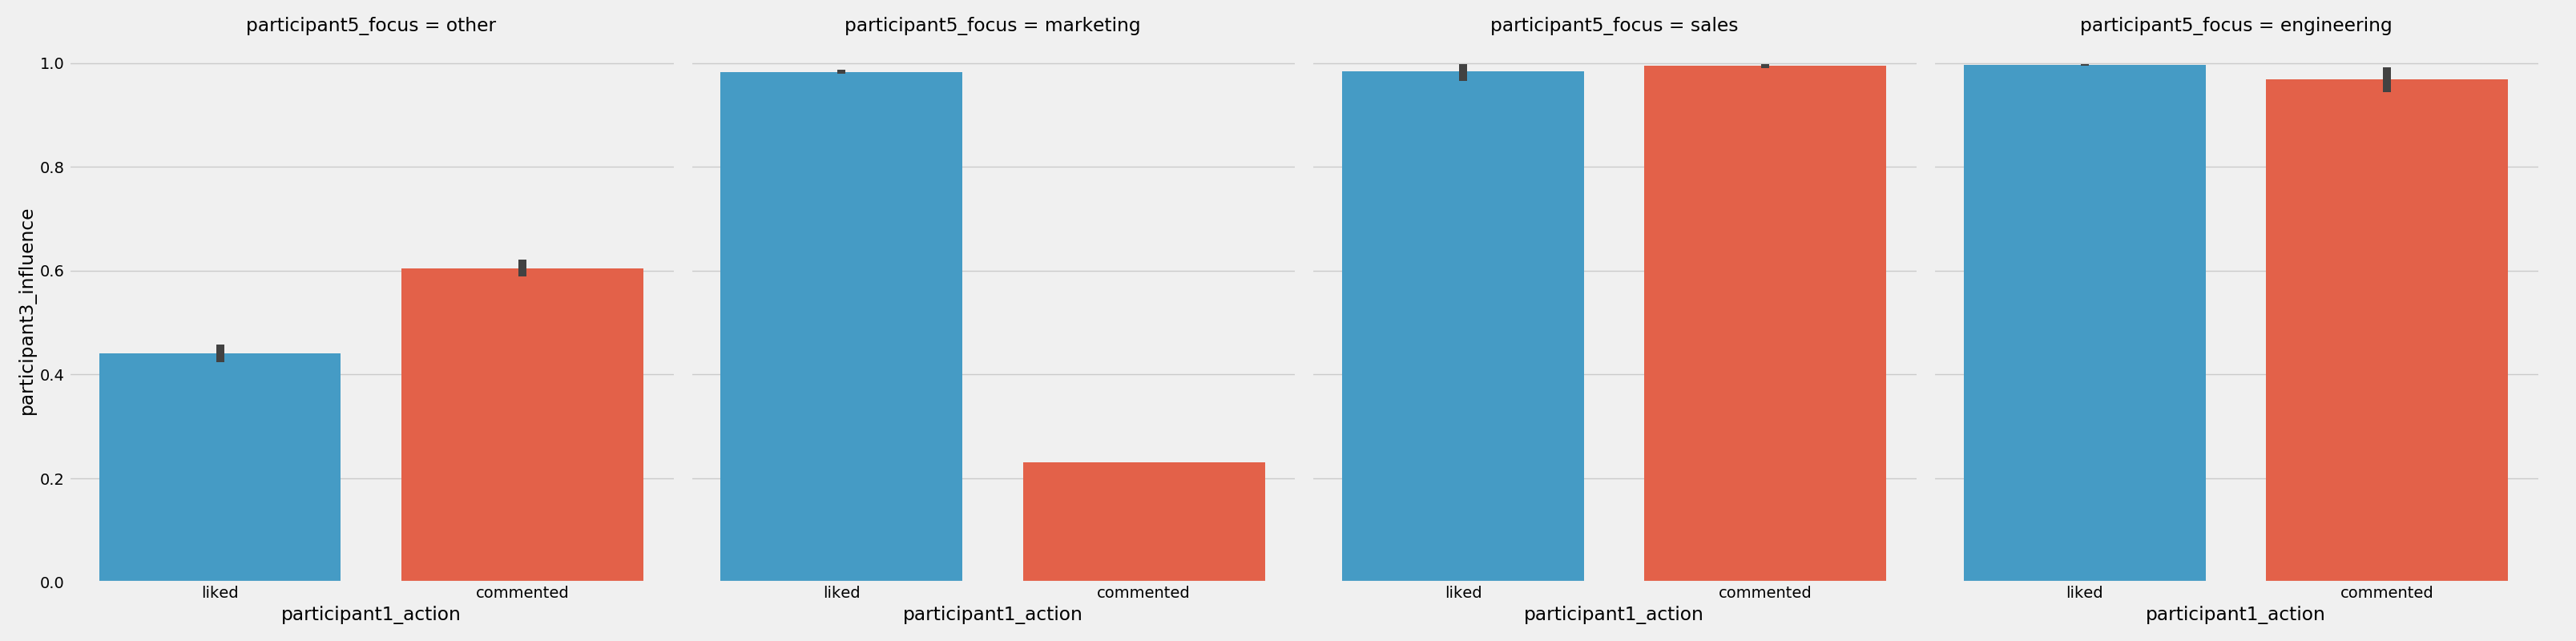 participant5_focus = other
participant5_focus = marketing
participant5_focus = sales
participant5_focus = engineering
participant3_influence
1.0
0.8
0.6
0.4
0.2
0.0
liked commented
liked commented
liked commented
liked commented
participant1_action
participant1_action
participant1_action
participant1_action